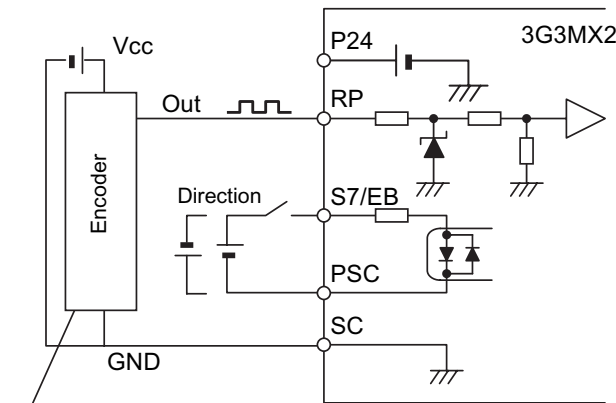 3G3MX2
Vcc
P24
Out
RP
Encoder
Direction
S7/EB
PSC
SC
GND